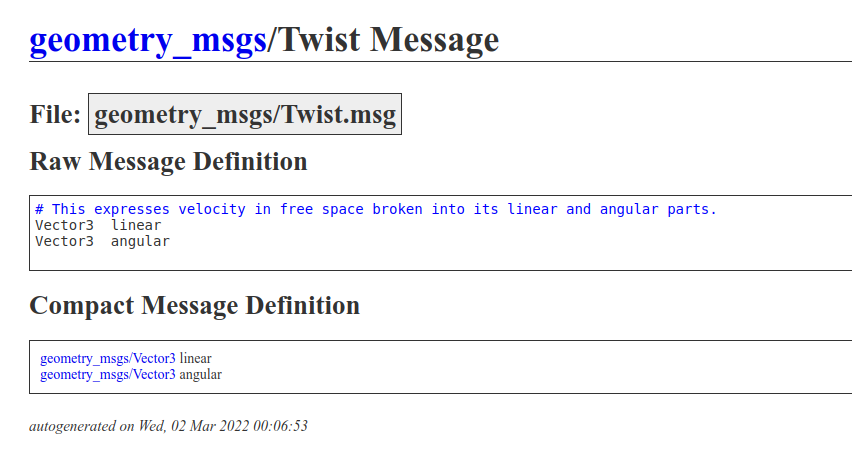 geometry_msgs/Twist Message
File: geometry_msgs/Twist.msg
Raw Message Definition
# This expresses velocity in free space broken into its linear and angular parts.
Vector3  linear
Vector3  angular
Compact Message Definition
geometry_msgs/Vector3 linear
geometry_msgs/Vector3 angular
autogenerated on Wed, 02 Mar 2022 00:06:53